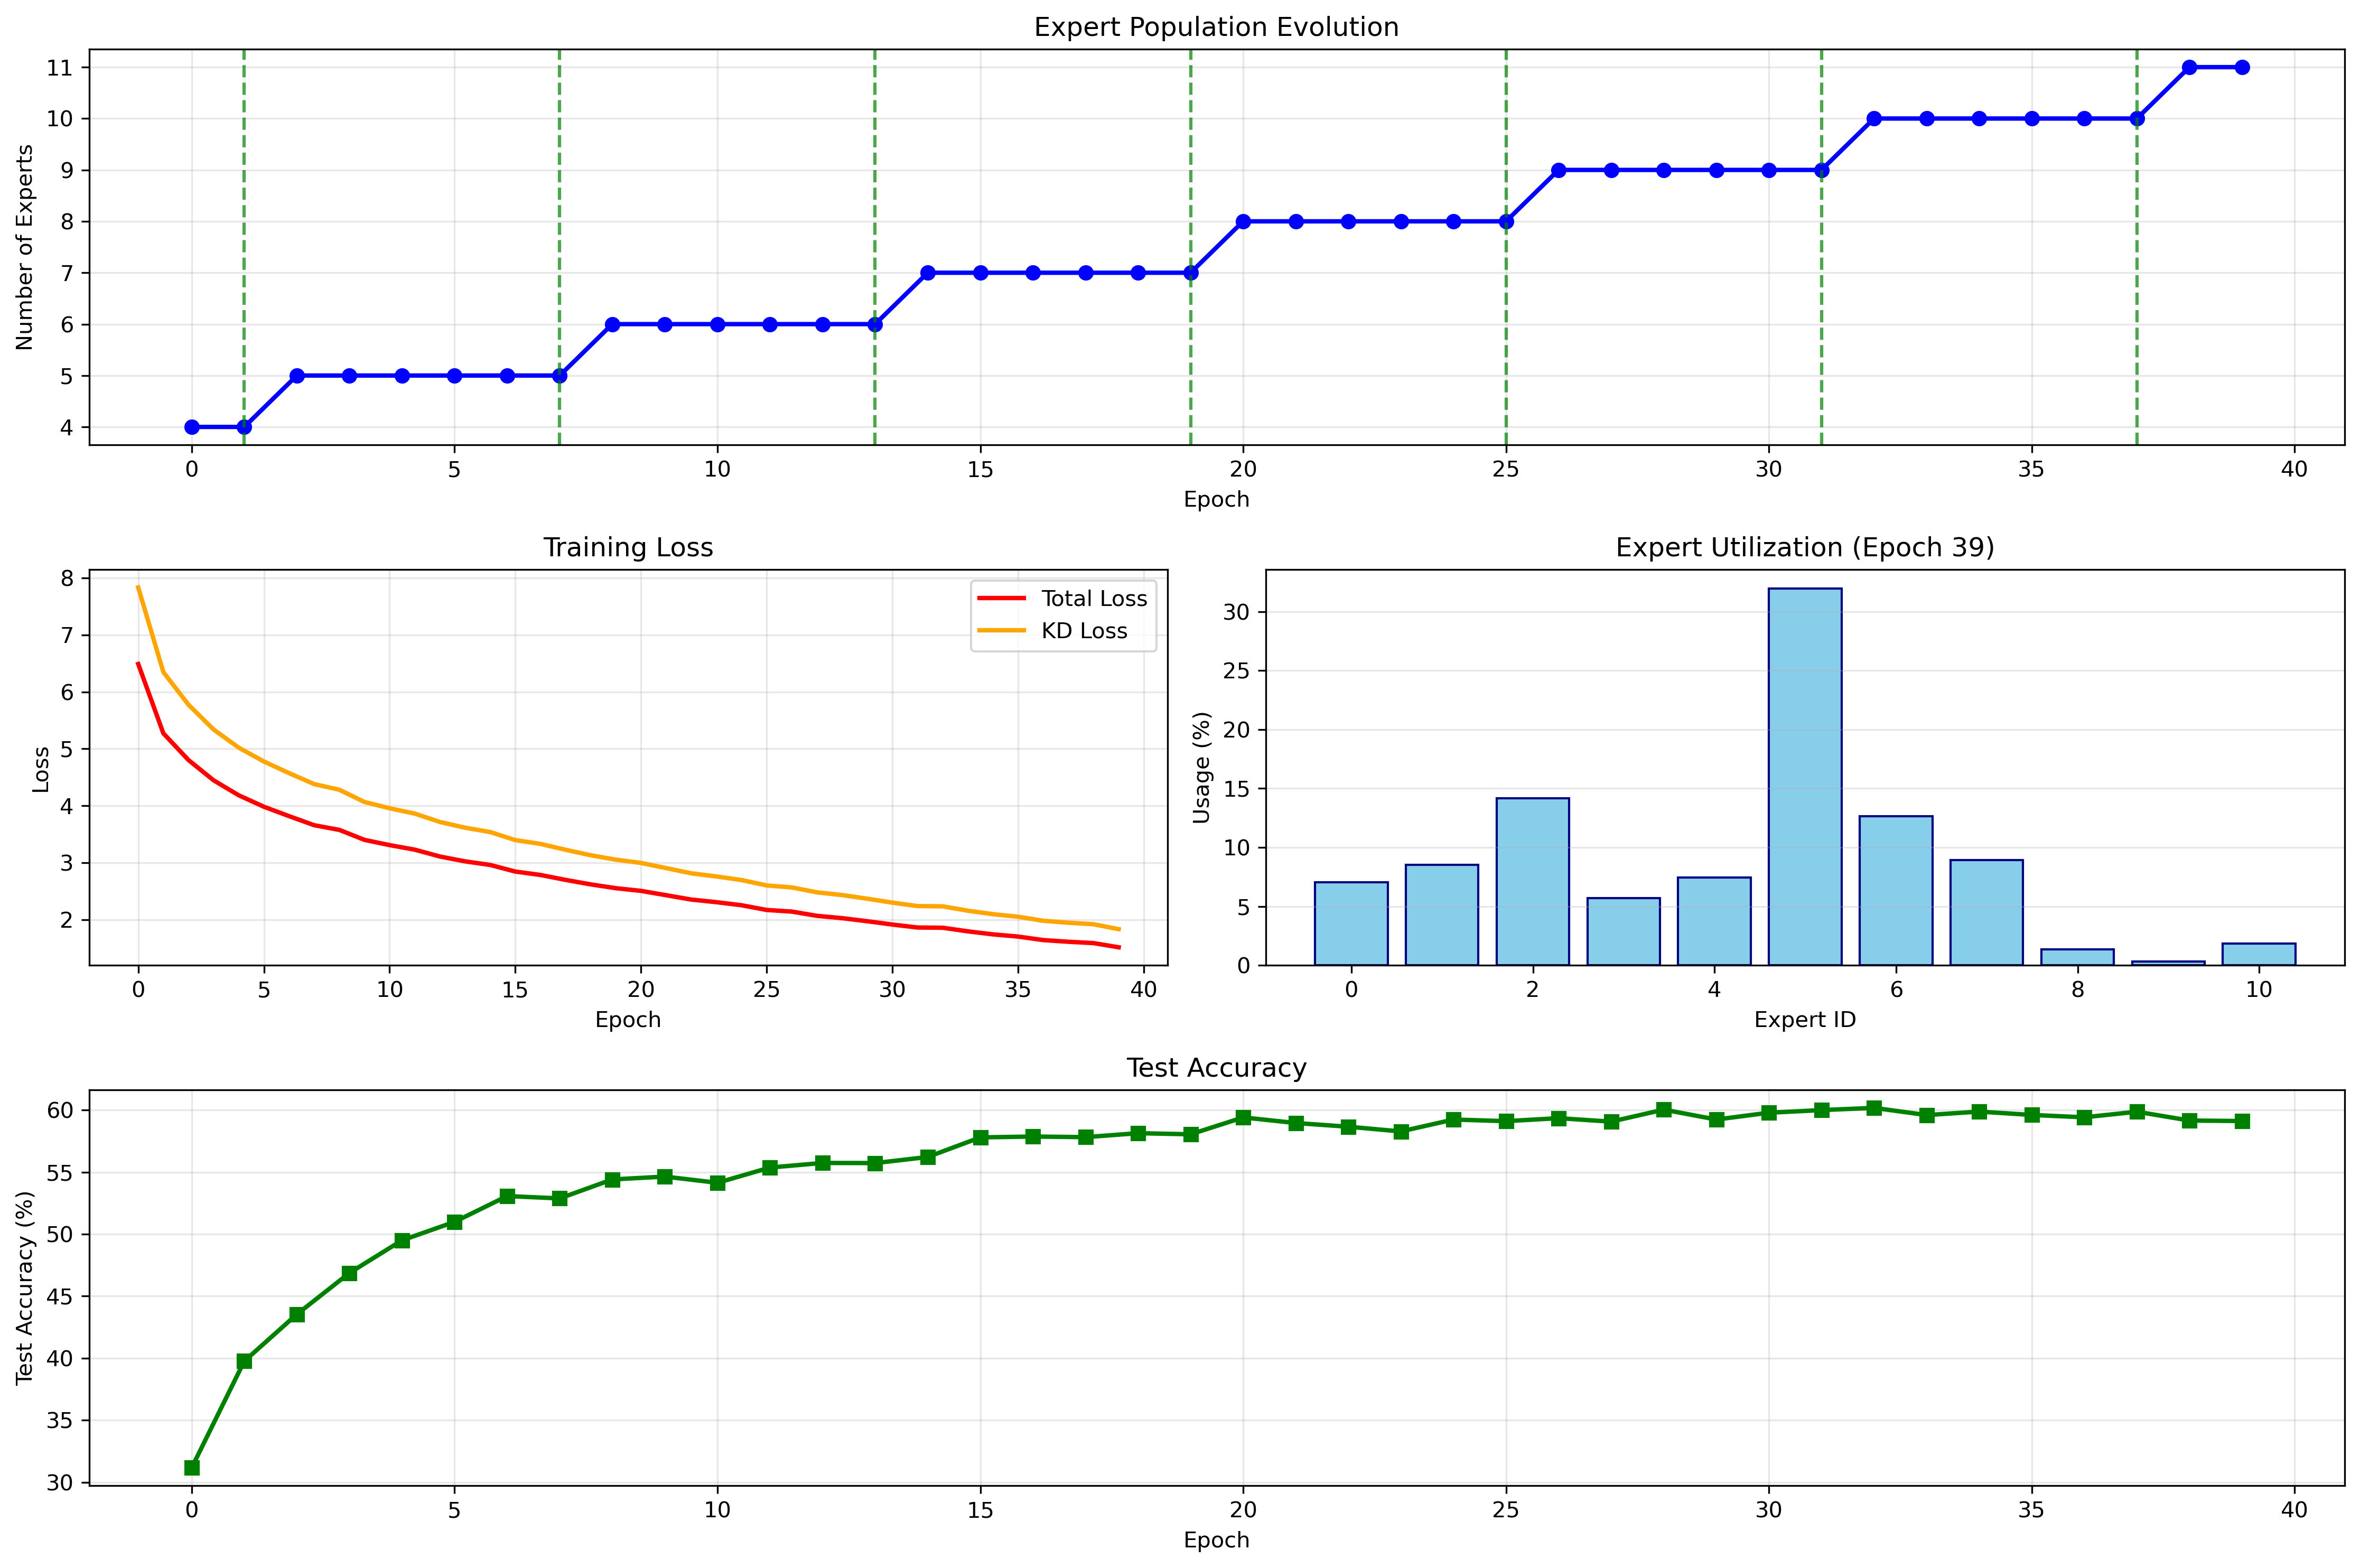 Expert Population Evolution
Number of Experts
11
10
9
8
7
6
5
4
0 5 10 15 20 25 30 35 40
Epoch
Training Loss
Loss
8
7
6
5
4
3
2
Total Loss
KD Loss
0 5 10 15 20 25 30 35 40
Epoch
Expert Utilization (Epoch 39)
Usage (%)
30
25
20
15
10
5
0
0 2 4 6 8 10
Expert ID
Test Accuracy
Test Accuracy (%)
60
55
50
45
40
35
30
0 5 10 15 20 25 30 35 40
Epoch